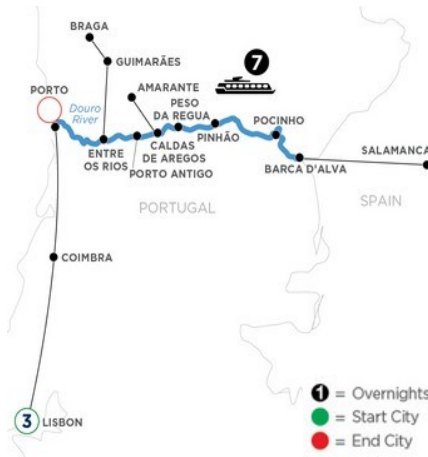 BRAGA
GUIMARÃES
7
AMARANTE
PORTO
Douro
River
PESO
DA REGUA
POCINHO
SALAMANCA
ENTRE
OS RIOS
CALDAS
DE AREGOS
PINHÃO
PORTO ANTIGO
BARCA D'ALVA
PORTUGAL
SPAIN
COIMBRA
3 LISBON
1 = Overnights
= Start City
= End City